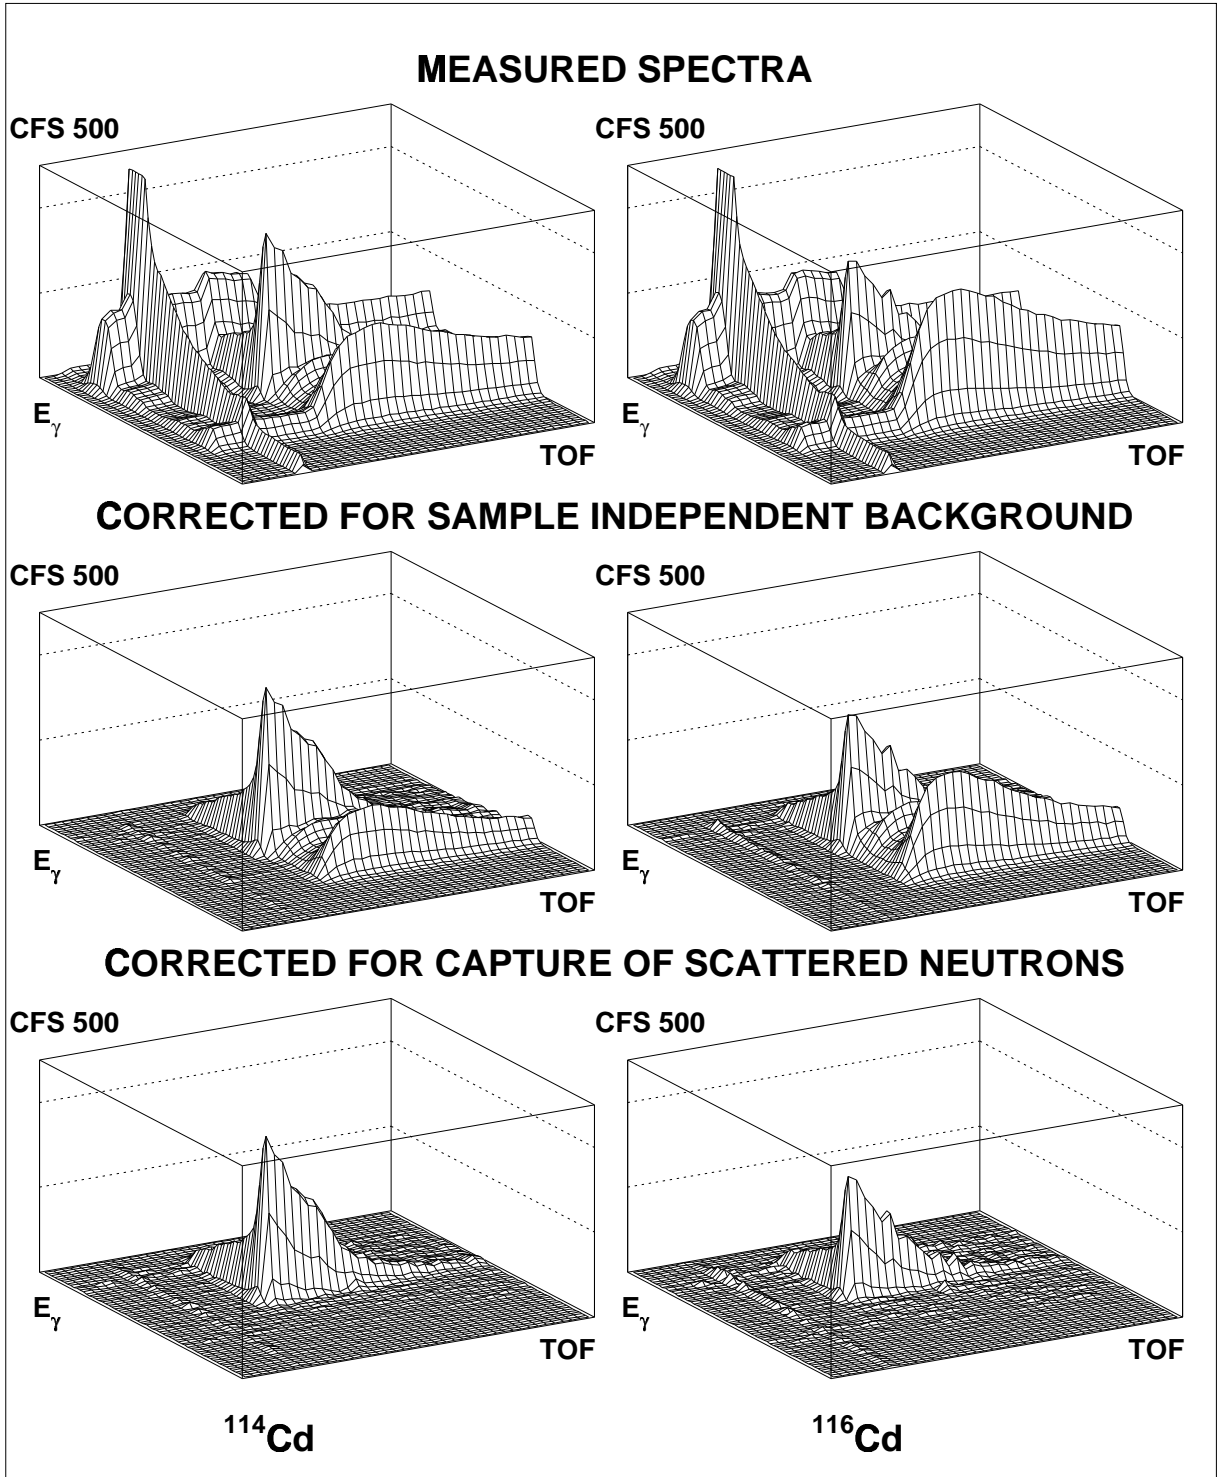 MEASURED SPECTRA
CFS 500 CFS 500
Eγ TOF Eγ TOF
CORRECTED FOR SAMPLE INDEPENDENT BACKGROUND
CFS 500 CFS 500
Eγ TOF Eγ TOF
CORRECTED FOR CAPTURE OF SCATTERED NEUTRONS
CFS 500 CFS 500
Eγ TOF Eγ TOF
¹¹⁴Cd ¹¹⁶Cd